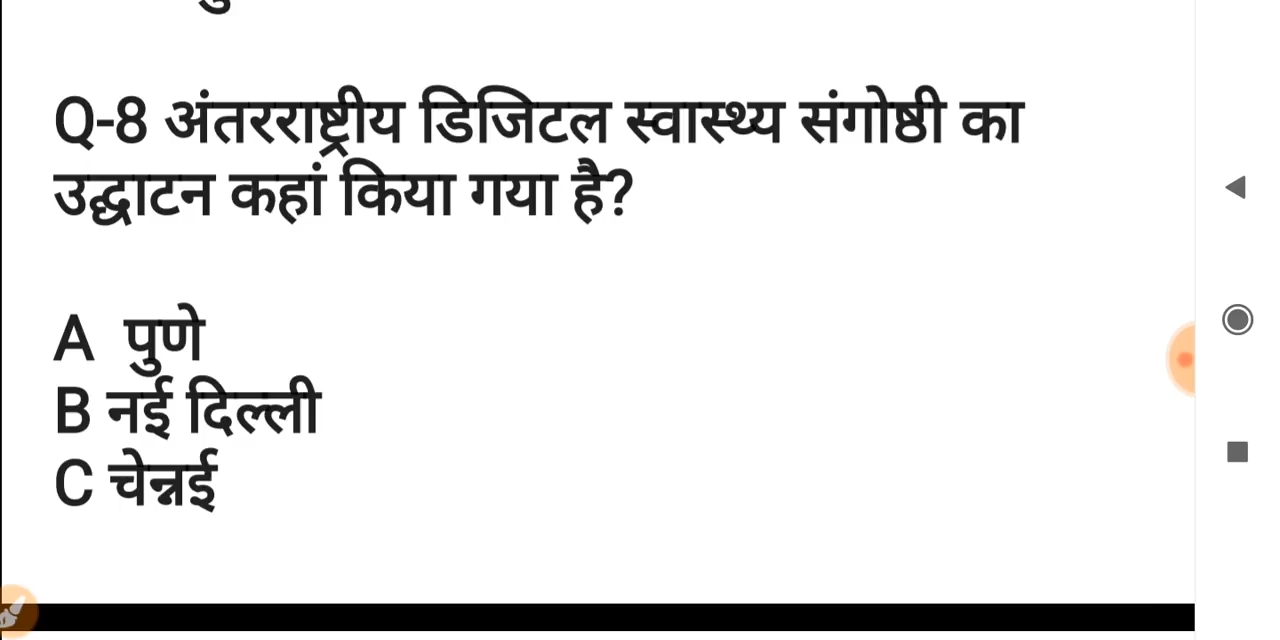 Q-8 अंतरराष्ट्रीय डिजिटल स्वास्थ्य संगोष्ठी का
उद्घाटन कहां किया गया है?
A पुणे
B नई दिल्ली
C चेन्नई